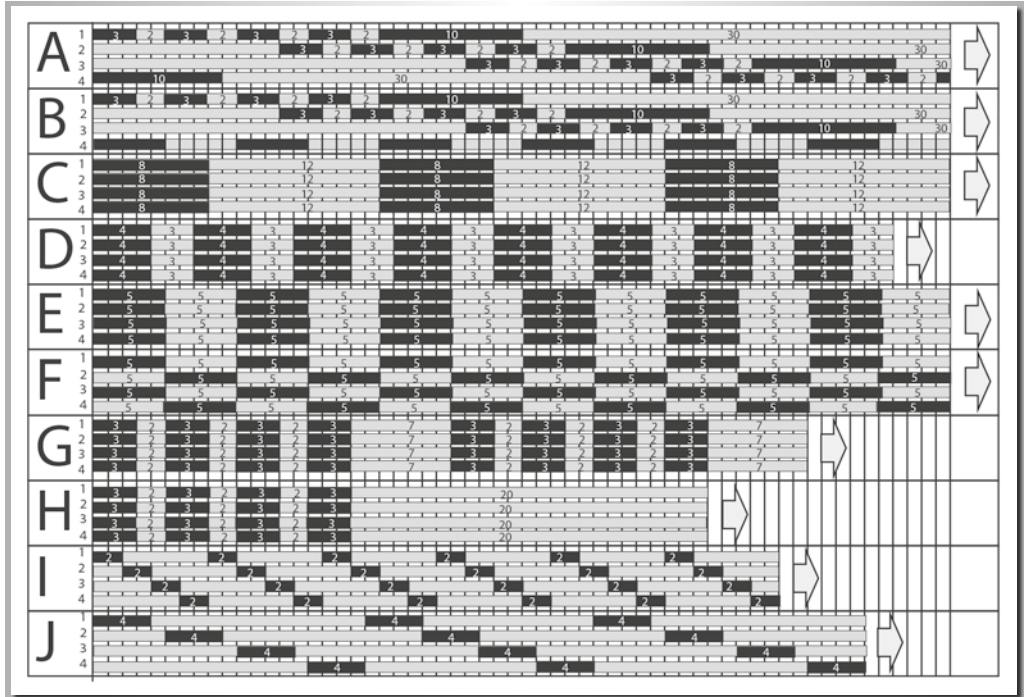 A
1 3 2 3 2 3 2 3 2 10 30
2 3 2 3 2 3 2 3 2 10 30
3 3 2 3 2 3 2 3 2 10 30
4 10 30 3 2 3 2 3 2 3 2
B
1 3 2 3 2 3 2 3 2 10 30
2 3 2 3 2 3 2 3 2 10 30
3 3 2 3 2 3 2 3 2 10 30
4
C
1 8 12 8 12 8 12
2 8 12 8 12 8 12
3 8 12 8 12 8 12
4 8 12 8 12 8 12
D
1 4 3 4 3 4 3 4 3 4 3 4 3 4 3 4 3
2 4 3 4 3 4 3 4 3 4 3 4 3 4 3 4 3
3 4 3 4 3 4 3 4 3 4 3 4 3 4 3 4 3
4 4 3 4 3 4 3 4 3 4 3 4 3 4 3 4 3
E
1 5 5 5 5 5 5 5 5 5 5 5 5
2 5 5 5 5 5 5 5 5 5 5 5 5
3 5 5 5 5 5 5 5 5 5 5 5 5
4 5 5 5 5 5 5 5 5 5 5 5 5
F
1 5 5 5 5 5 5 5 5 5 5 5 5
2 5 5 5 5 5 5 5 5 5 5 5 5
3 5 5 5 5 5 5 5 5 5 5 5 5
4 5 5 5 5 5 5 5 5 5 5 5 5
G
1 3 2 3 2 3 2 3 7 3 2 3 2 3 2 3 7
2 3 2 3 2 3 2 3 7 3 2 3 2 3 2 3 7
3 3 2 3 2 3 2 3 7 3 2 3 2 3 2 3 7
4 3 2 3 2 3 2 3 7 3 2 3 2 3 2 3 7
H
1 3 2 3 2 3 2 3 20
2 3 2 3 2 3 2 3 20
3 3 2 3 2 3 2 3 20
4 3 2 3 2 3 2 3 20
I
1 2 2 2 2 2 2
2 2 2 2 2 2 2
3 2 2 2 2 2 2
4 2 2 2 2 2 2
J
1 4 4 4
2 4 4 4
3 4 4 4
4 4 4 4